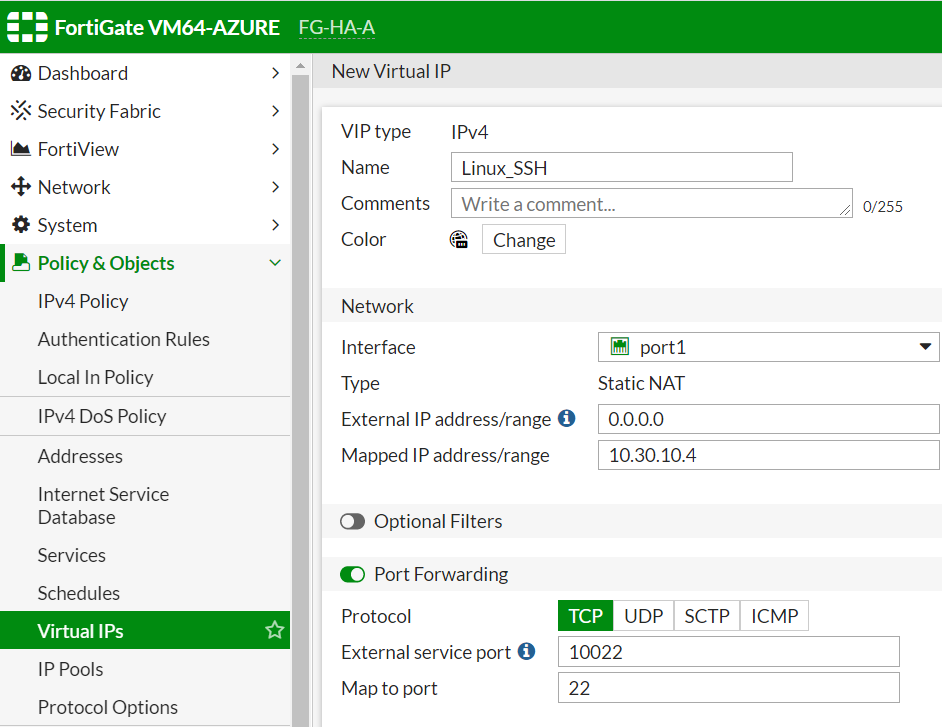 FortiGate VM64-AZURE FG-HA-A
Dashboard
Security Fabric
FortiView
Network
System
Policy & Objects
IPv4 Policy
Authentication Rules
Local In Policy
IPv4 DoS Policy
Addresses
Internet Service
Database
Services
Schedules
Virtual IPs
IP Pools
Protocol Options
New Virtual IP
VIP type IPv4
Name Linux_SSH
Comments Write a comment... 0/255
Color Change
Network
Interface port1
Type Static NAT
External IP address/range 0.0.0.0
Mapped IP address/range 10.30.10.4
Optional Filters
Port Forwarding
Protocol TCP UDP SCTP ICMP
External service port 10022
Map to port 22